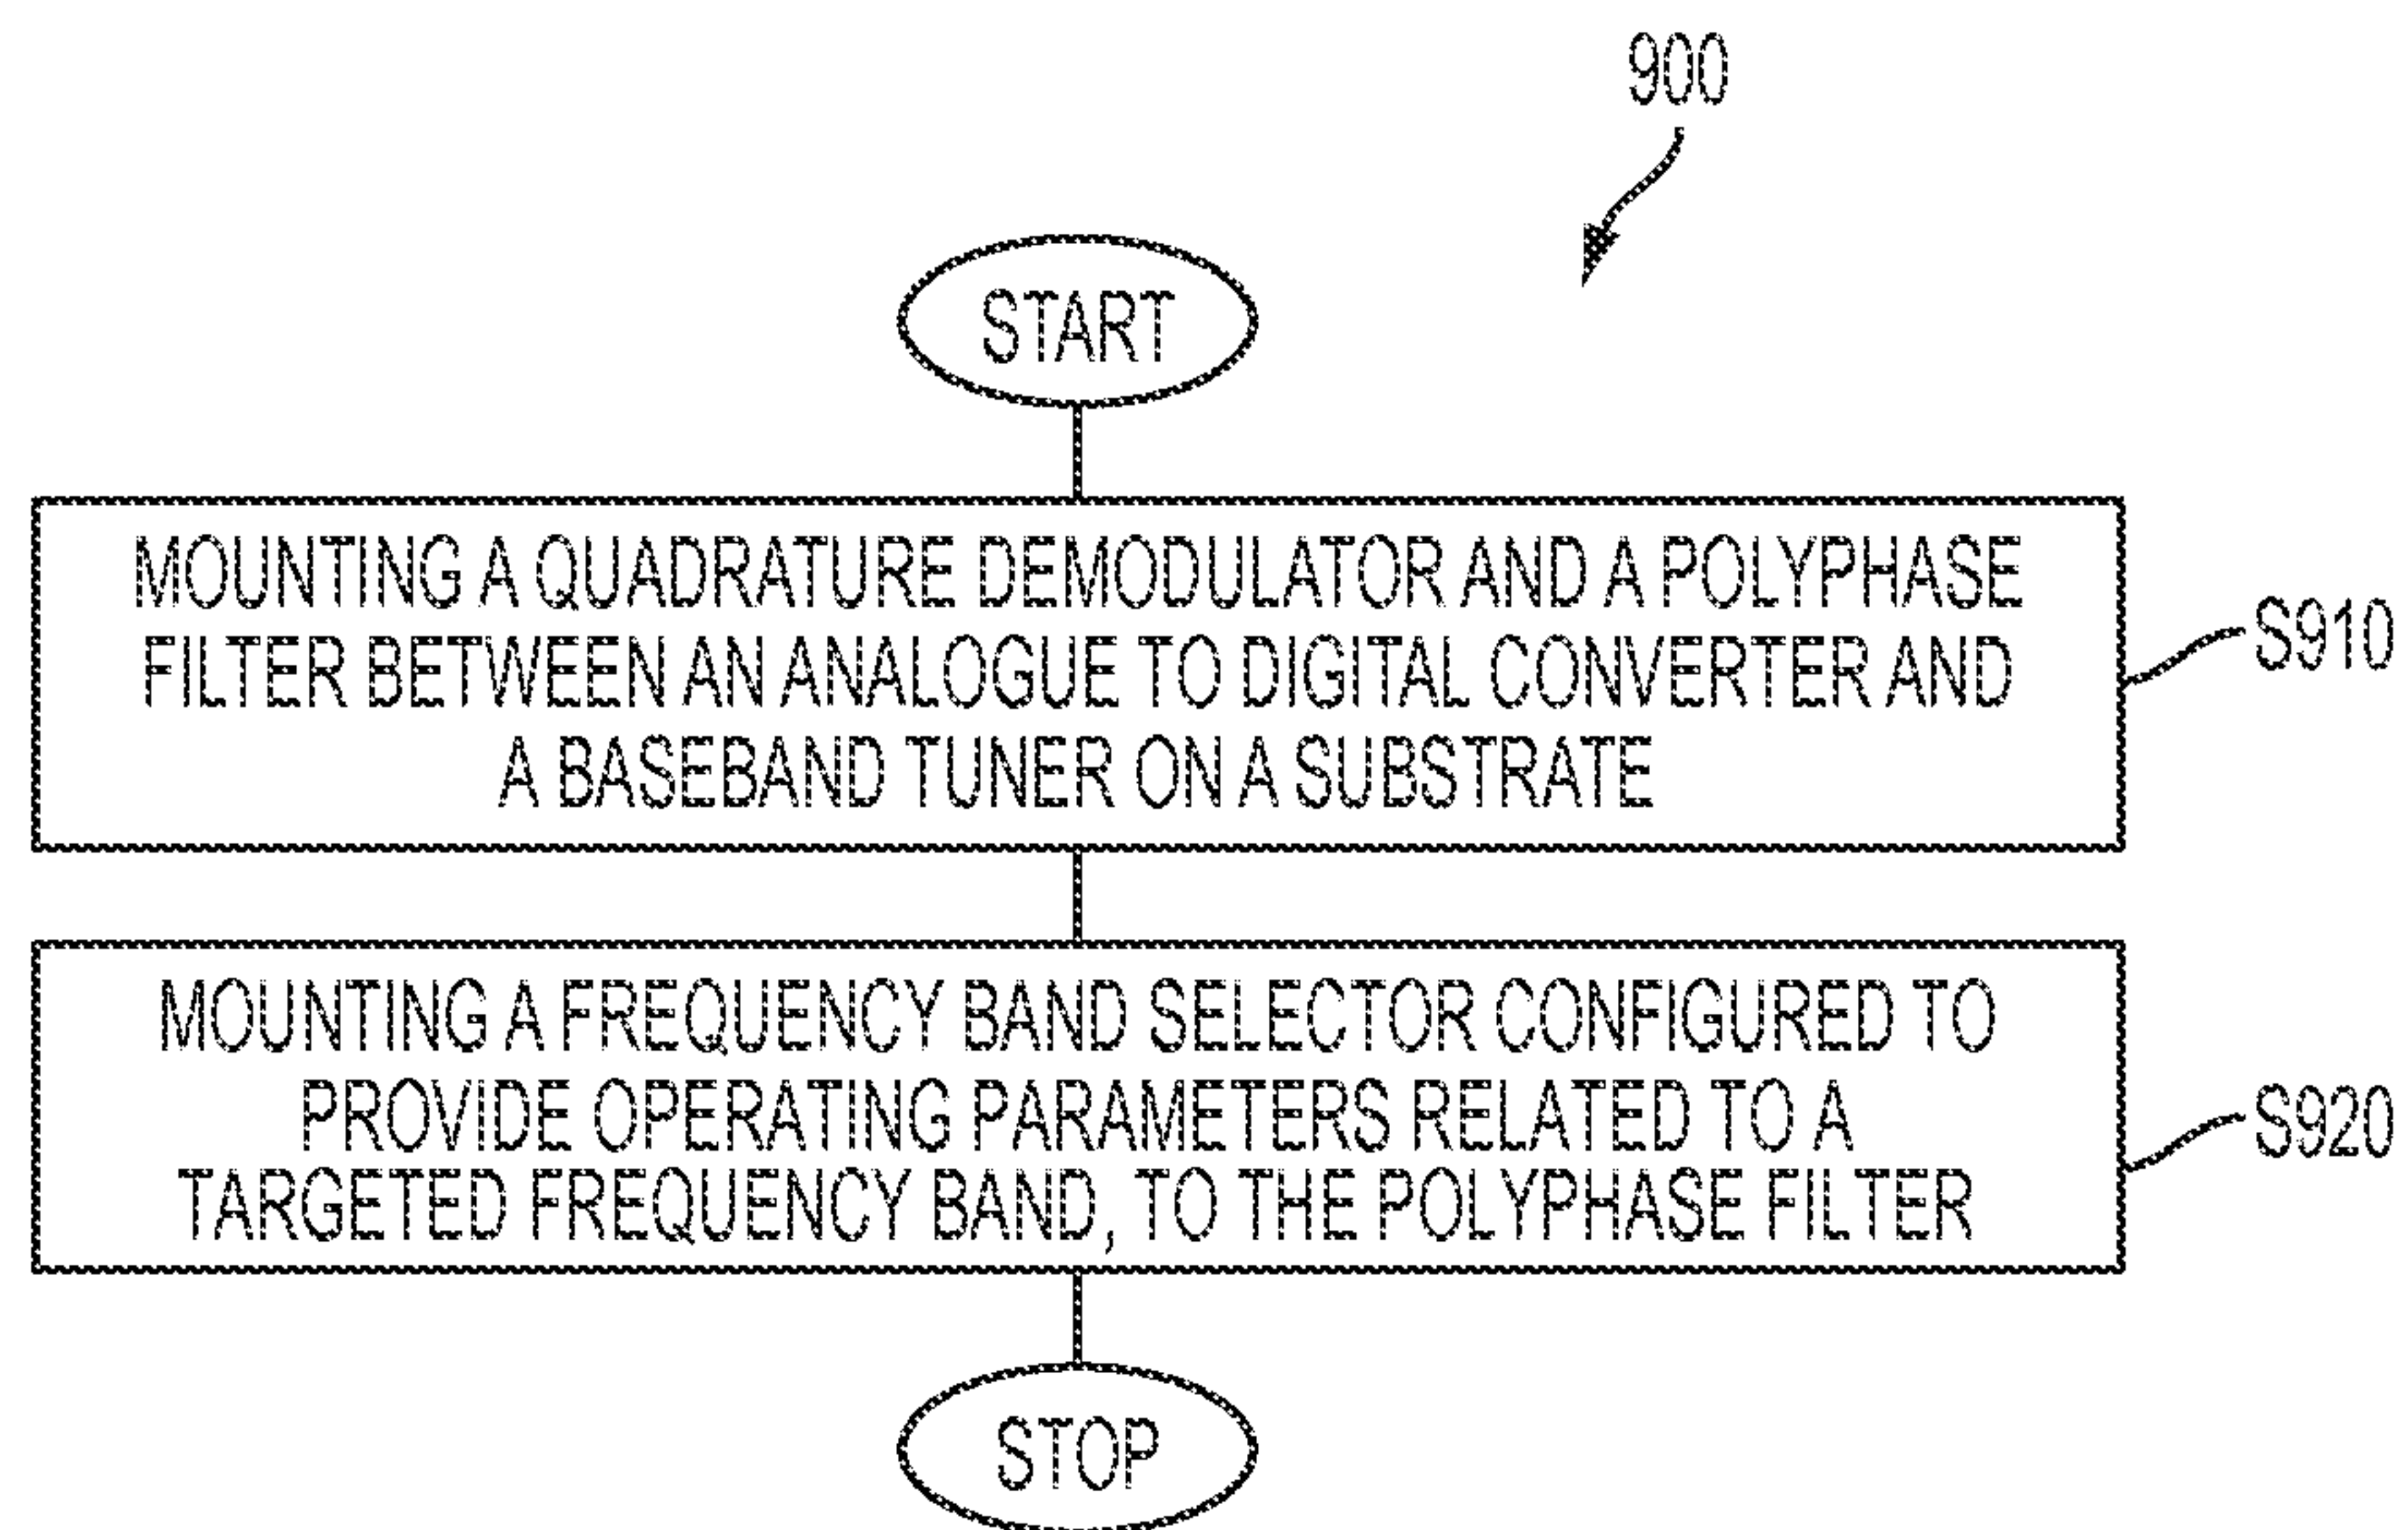 900
START
MOUNTING A QUADRATURE DEMODULATOR AND A POLYPHASE
FILTER BETWEEN AN ANALOGUE TO DIGITAL CONVERTER AND
A BASEBAND TUNER ON A SUBSTRATE
S910
MOUNTING A FREQUENCY BAND SELECTOR CONFIGURED TO
PROVIDE OPERATING PARAMETERS RELATED TO A
TARGETED FREQUENCY BAND, TO THE POLYPHASE FILTER
S920
STOP